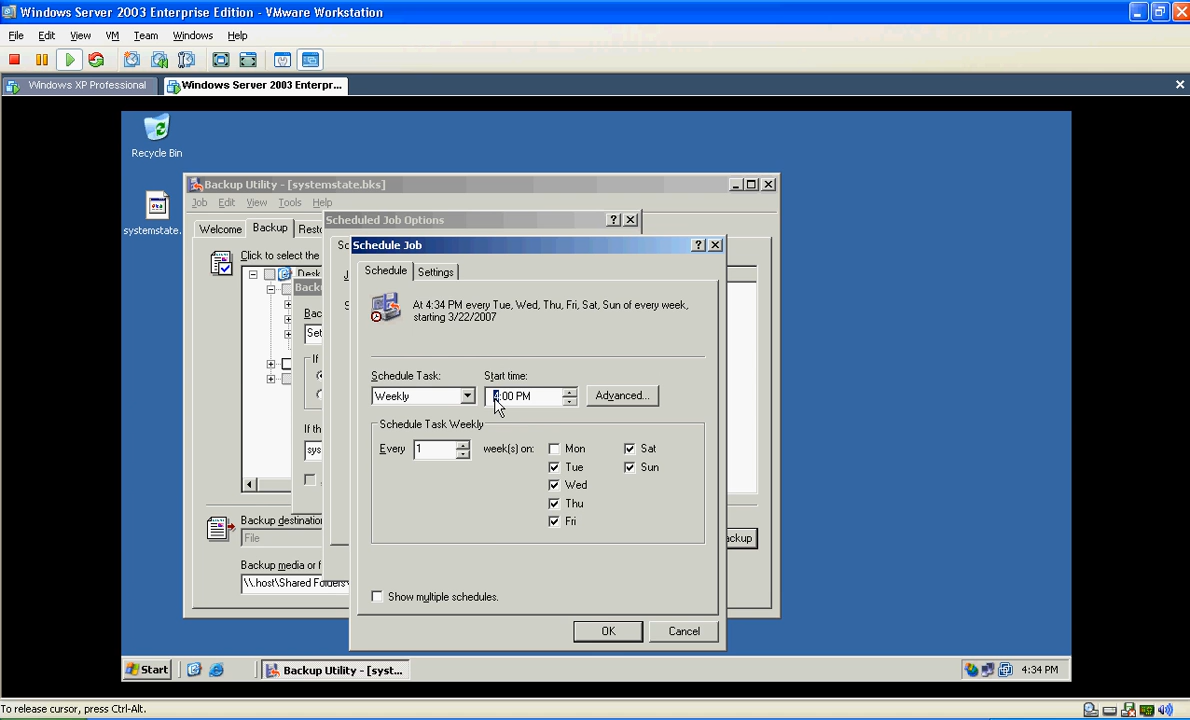 Windows Server 2003 Enterprise Edition - VMware Workstation
File Edit View VM Team Windows Help
Windows XP Professional
Windows Server 2003 Enterpr...
Recycle Bin
systemstate.
Backup Utility - [systemstate.bks]
Job Edit View Tools Help
Welcome Backup
Scheduled Job Options
Click to select the
Schedule Job
Schedule Settings
At 4:34 PM every Tue, Wed, Thu, Fri, Sat, Sun of every week,
starting 3/22/2007
Schedule Task: Start time:
Weekly 4:00 PM Advanced...
If
Schedule Task Weekly
Every 1 week(s) on:
Mon Sat
Tue Sun
Wed
Thu
Fri
If th
Backup destination
File
Backup media or f
\\.host\Shared Folders
Show multiple schedules.
OK Cancel
Start
Backup Utility - [syst...
4:34 PM
To release cursor, press Ctrl-Alt.